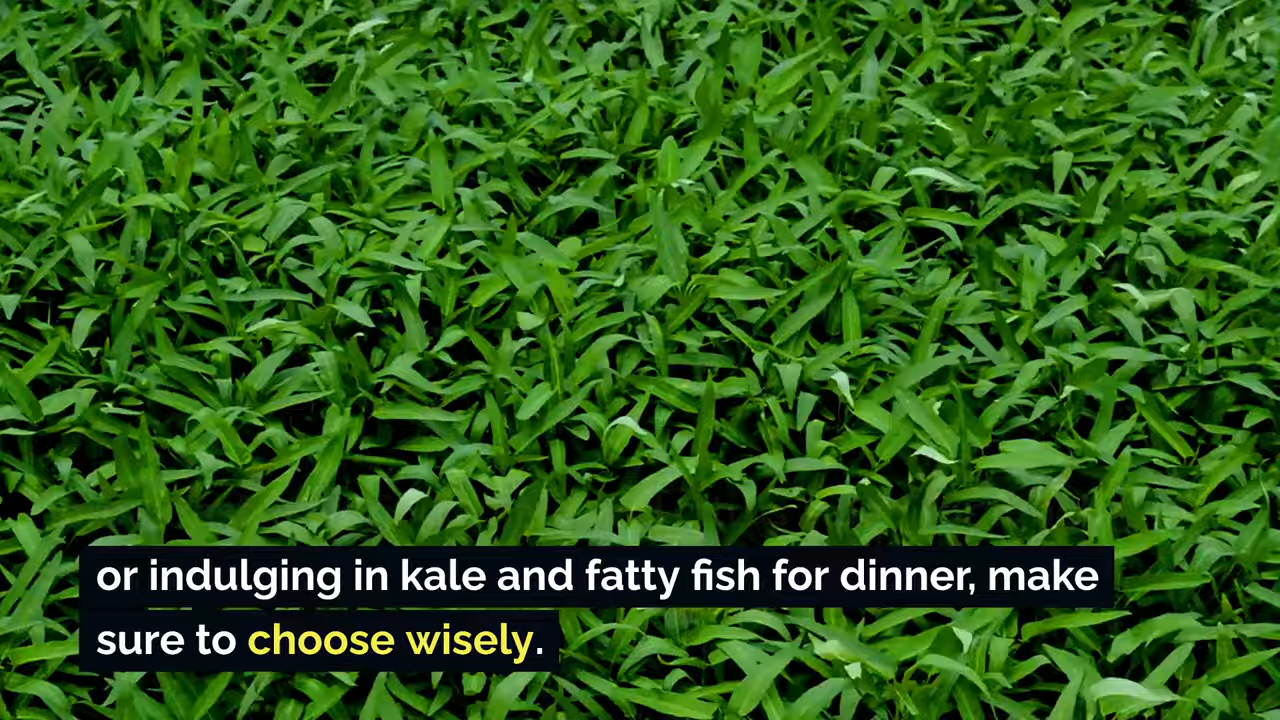 or indulging in kale and fatty fish for dinner, make
sure to choose wisely.